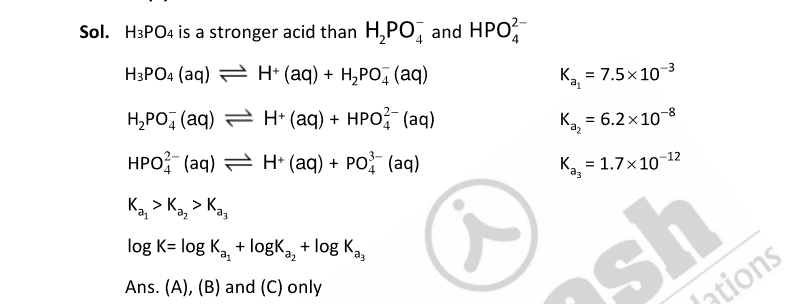 Sol. H3PO4 is a stronger acid than H₂PO₄⁻ and HPO₄²⁻
H3PO4 (aq) ⇌ H⁺ (aq) + H₂PO₄⁻ (aq) Kₐ₁ = 7.5×10⁻³
H₂PO₄⁻ (aq) ⇌ H⁺ (aq) + HPO₄²⁻ (aq) Kₐ₂ = 6.2×10⁻⁸
HPO₄²⁻ (aq) ⇌ H⁺ (aq) + PO₄³⁻ (aq) Kₐ₃ = 1.7×10⁻¹²
Kₐ₁ > Kₐ₂ > Kₐ₃
log K= log Kₐ₁ + logKₐ₂ + log Kₐ₃
Ans. (A), (B) and (C) only